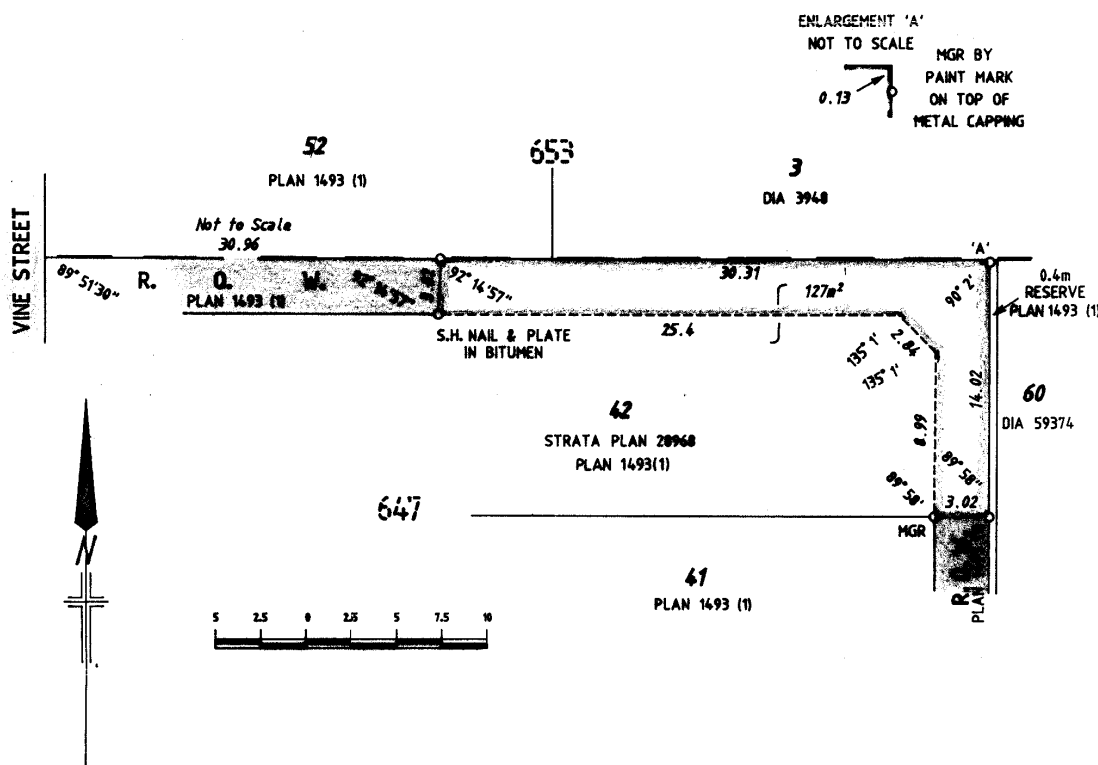 ENLARGEMENT 'A'
NOT TO SCALE
MGR BY
PAINT MARK
ON TOP OF
METAL CAPPING
0.13
52
PLAN 1493 (1)
653
3
DIA 3948
VINE STREET
Not to Scale
30.96
89°51'30"
R. O. W.
PLAN 1493 (1)
92°14'57"
92°14'57"
30.31
'A'
90° 2'
0.4m
RESERVE
PLAN 1493 (1)
127m²
S.H. NAIL & PLATE
IN BITUMEN
25.4
2.84
135° 1'
135° 1'
14.02
60
DIA 59374
42
STRATA PLAN 28968
PLAN 1493(1)
8.99
89°58'
89°58"
3.02
647
MGR
N
41
PLAN 1493 (1)
R.
PLAN
5 2.5 0 2.5 5 7.5 10